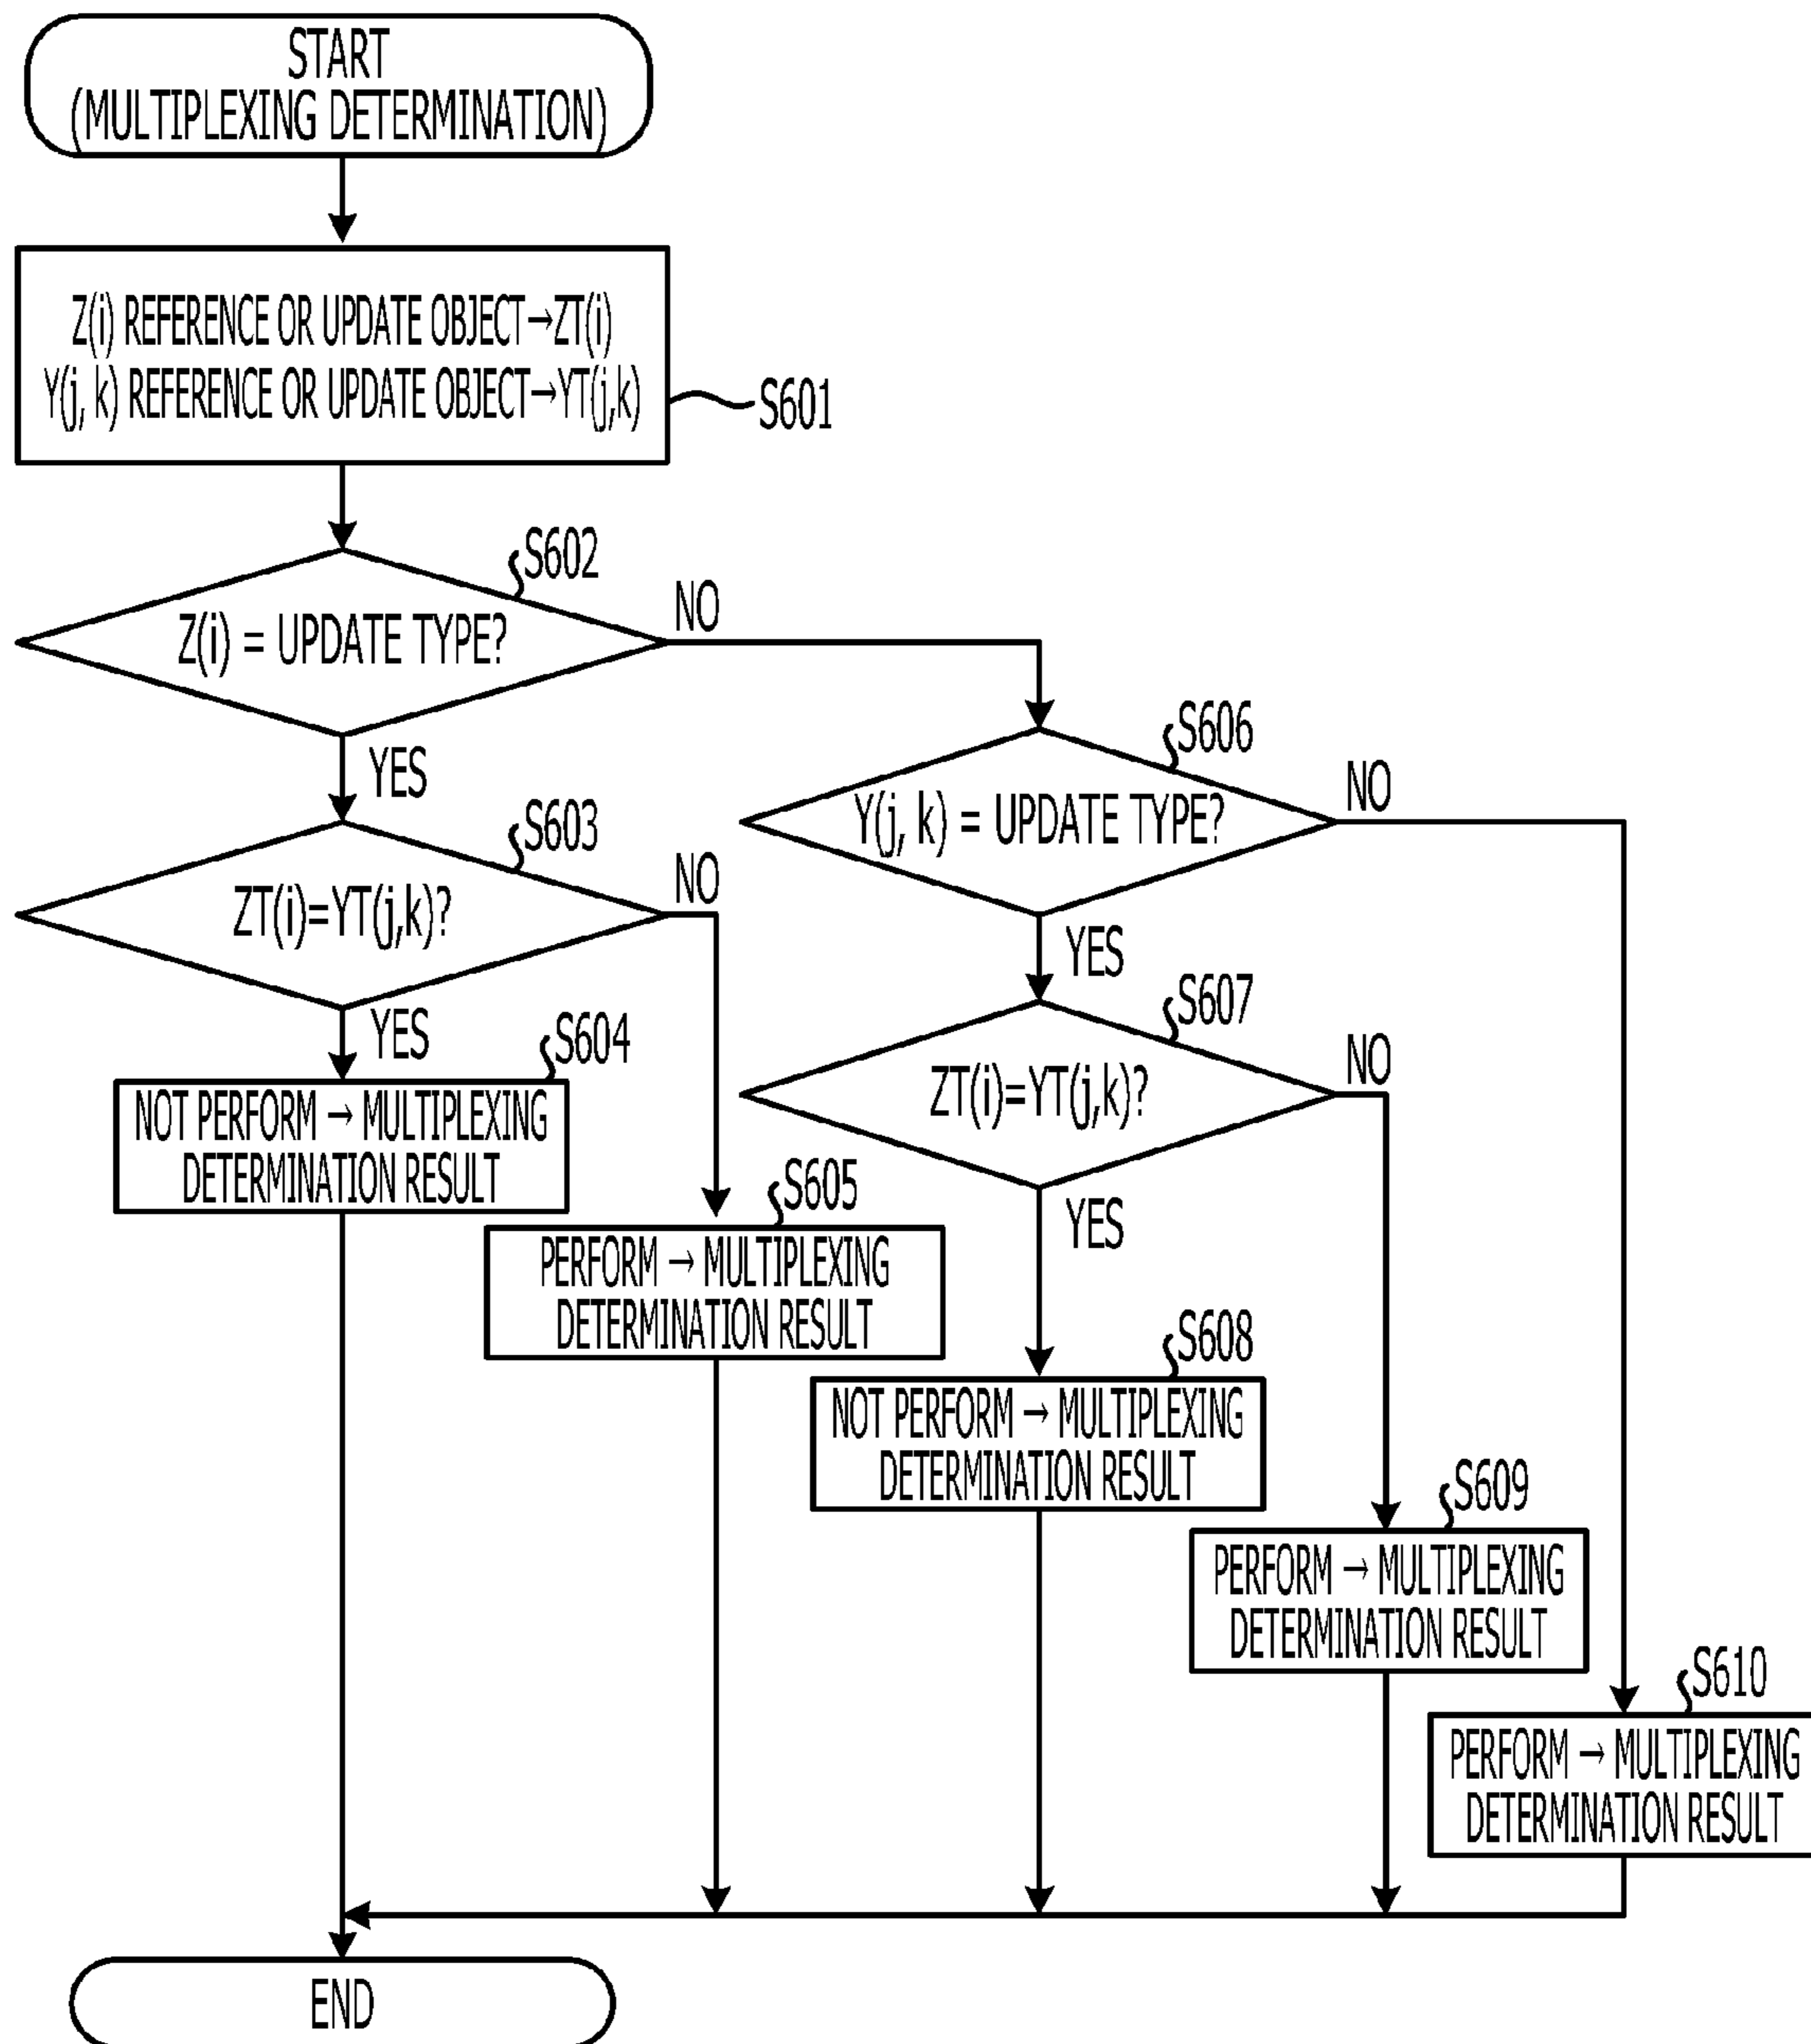 START
(MULTIPLEXING DETERMINATION)
Z(i) REFERENCE OR UPDATE OBJECT→ZT(i)
Y(j, k) REFERENCE OR UPDATE OBJECT→YT(j,k)
S601
S602
Z(i) = UPDATE TYPE?
NO
YES
S603
ZT(i)=YT(j,k)?
NO
YES
S604
NOT PERFORM → MULTIPLEXING
DETERMINATION RESULT
S605
PERFORM → MULTIPLEXING
DETERMINATION RESULT
S606
Y(j, k) = UPDATE TYPE?
NO
YES
S607
ZT(i)=YT(j,k)?
NO
YES
S608
NOT PERFORM → MULTIPLEXING
DETERMINATION RESULT
S609
PERFORM → MULTIPLEXING
DETERMINATION RESULT
S610
PERFORM → MULTIPLEXING
DETERMINATION RESULT
END